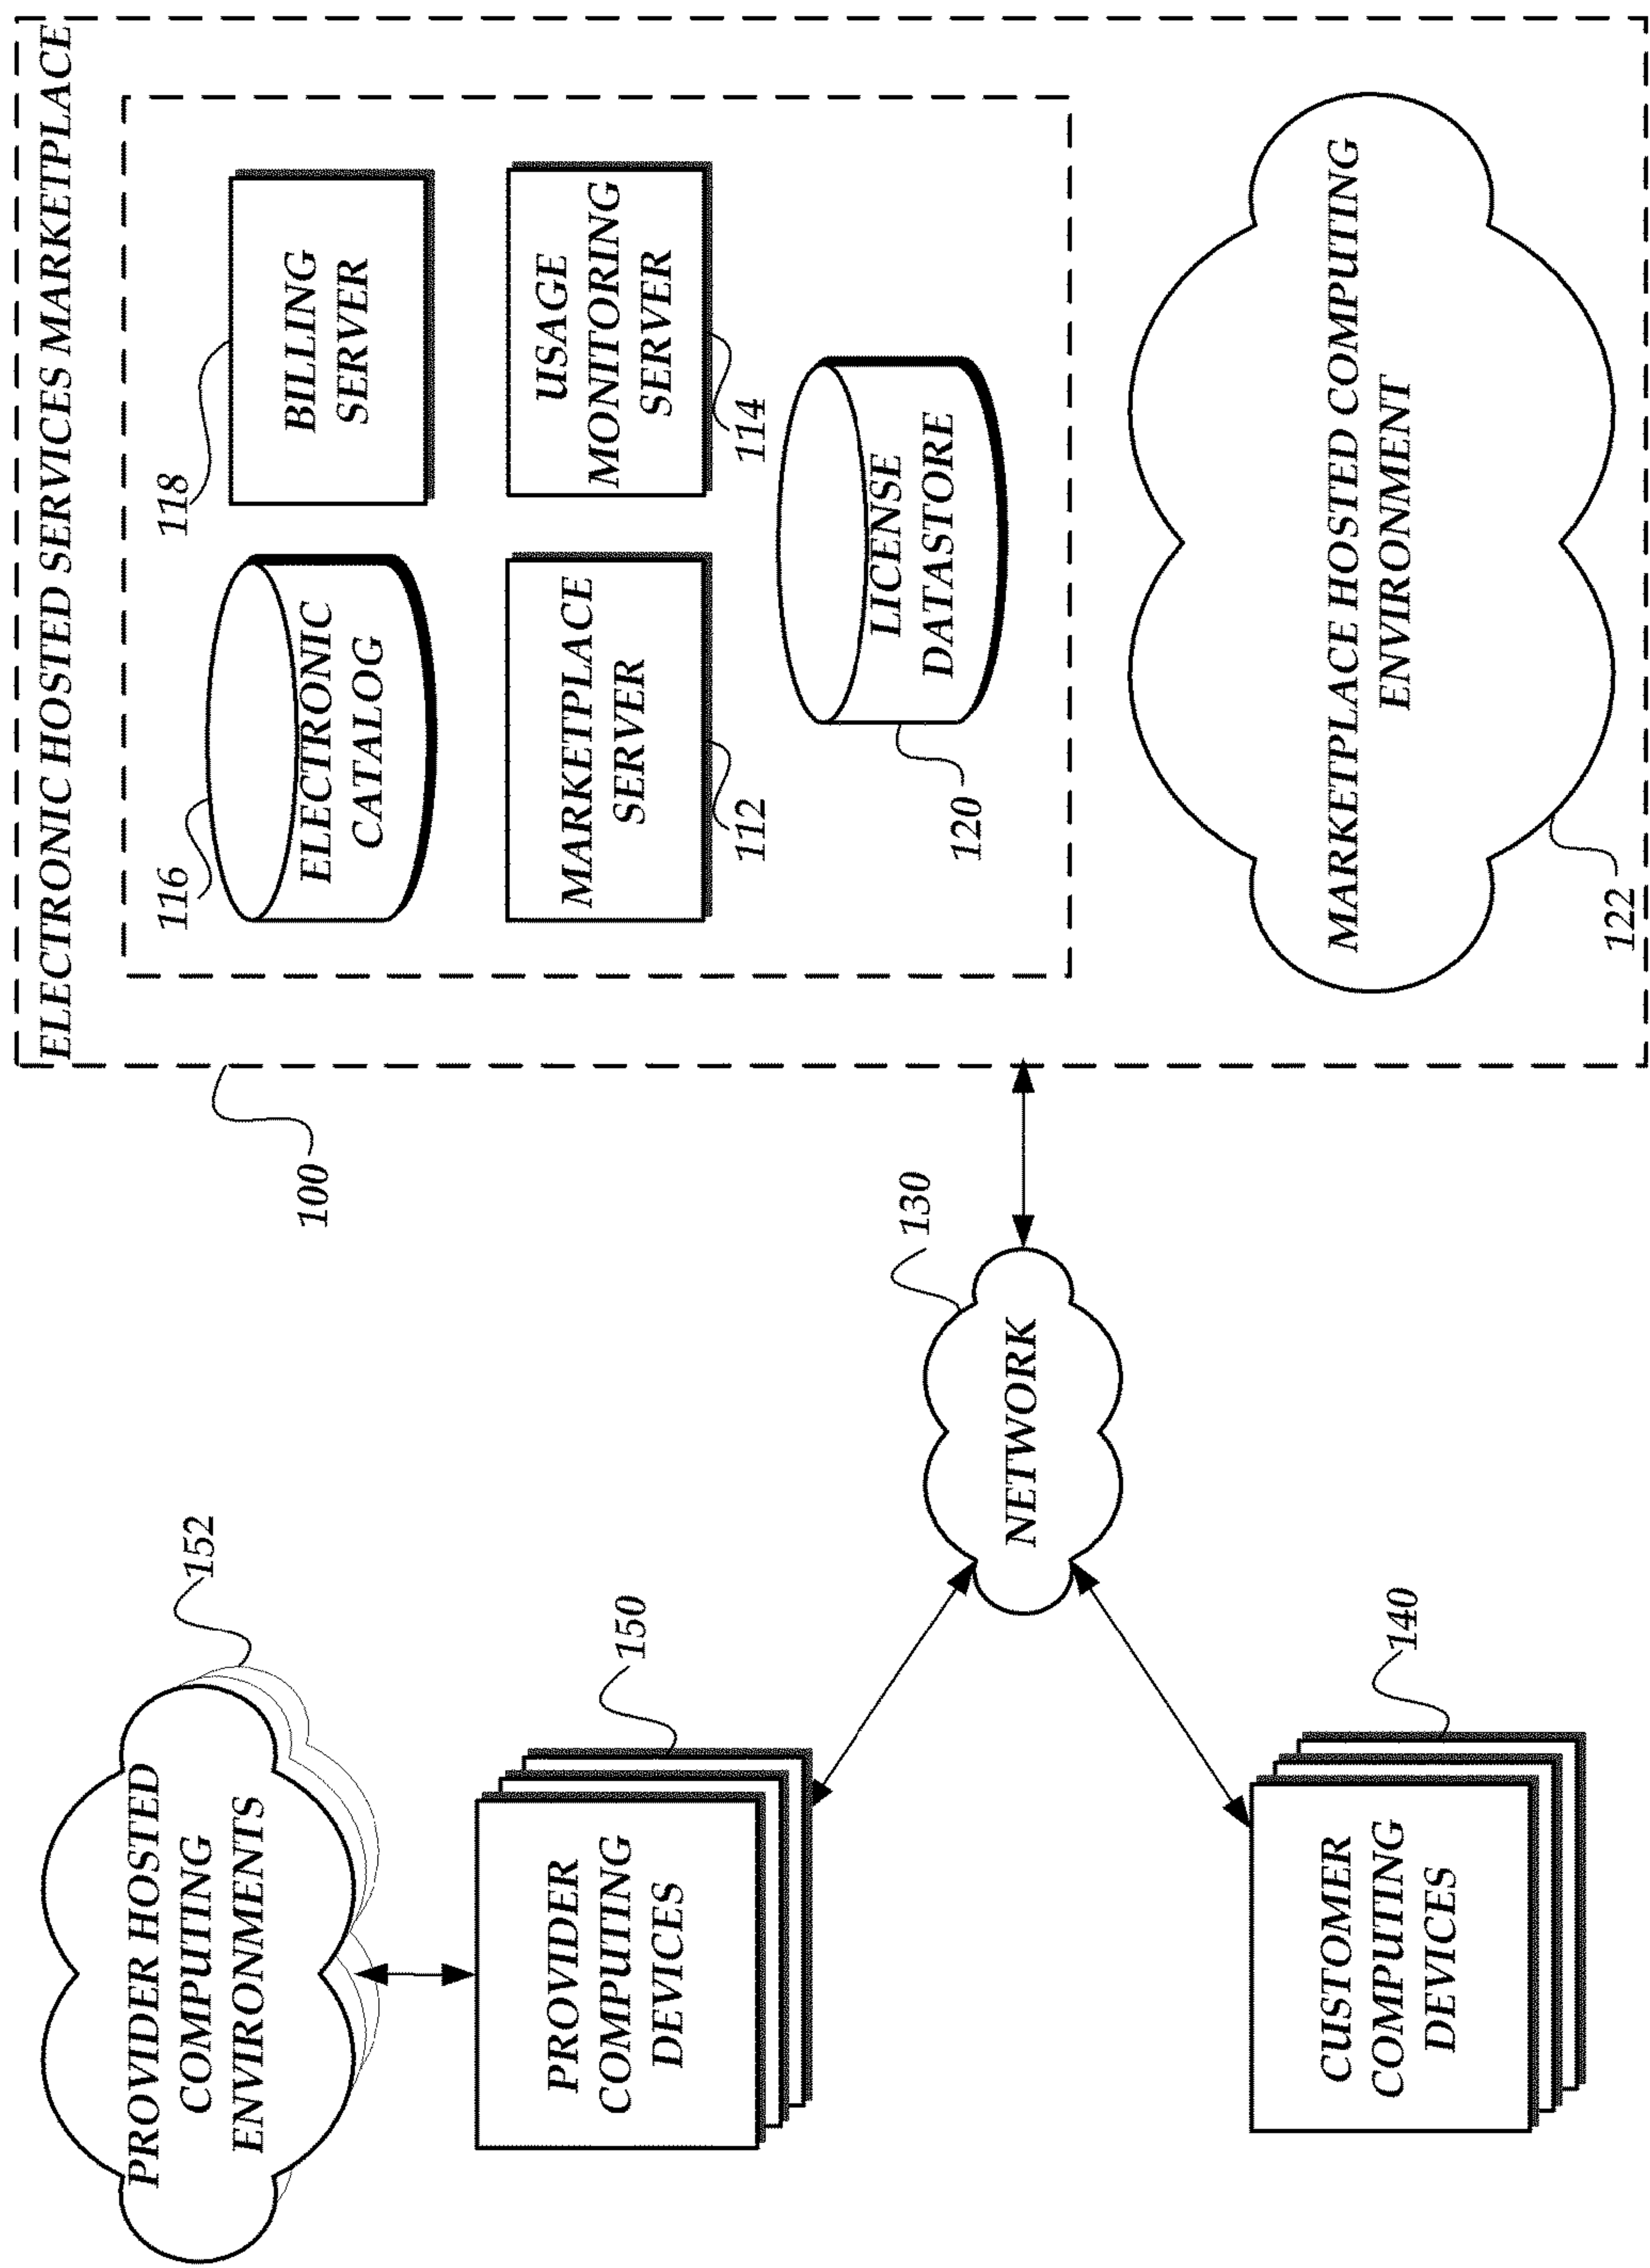 ELECTRONIC HOSTED SERVICES MARKETPLACE
100
116
ELECTRONIC
CATALOG
118
BILLING
SERVER
MARKETPLACE
SERVER
112
USAGE
MONITORING
SERVER
114
LICENSE
DATASTORE
120
MARKETPLACE HOSTED COMPUTING
ENVIRONMENT
122
PROVIDER HOSTED
COMPUTING
ENVIRONMENTS
152
PROVIDER
COMPUTING
DEVICES
150
NETWORK
130
CUSTOMER
COMPUTING
DEVICES
140